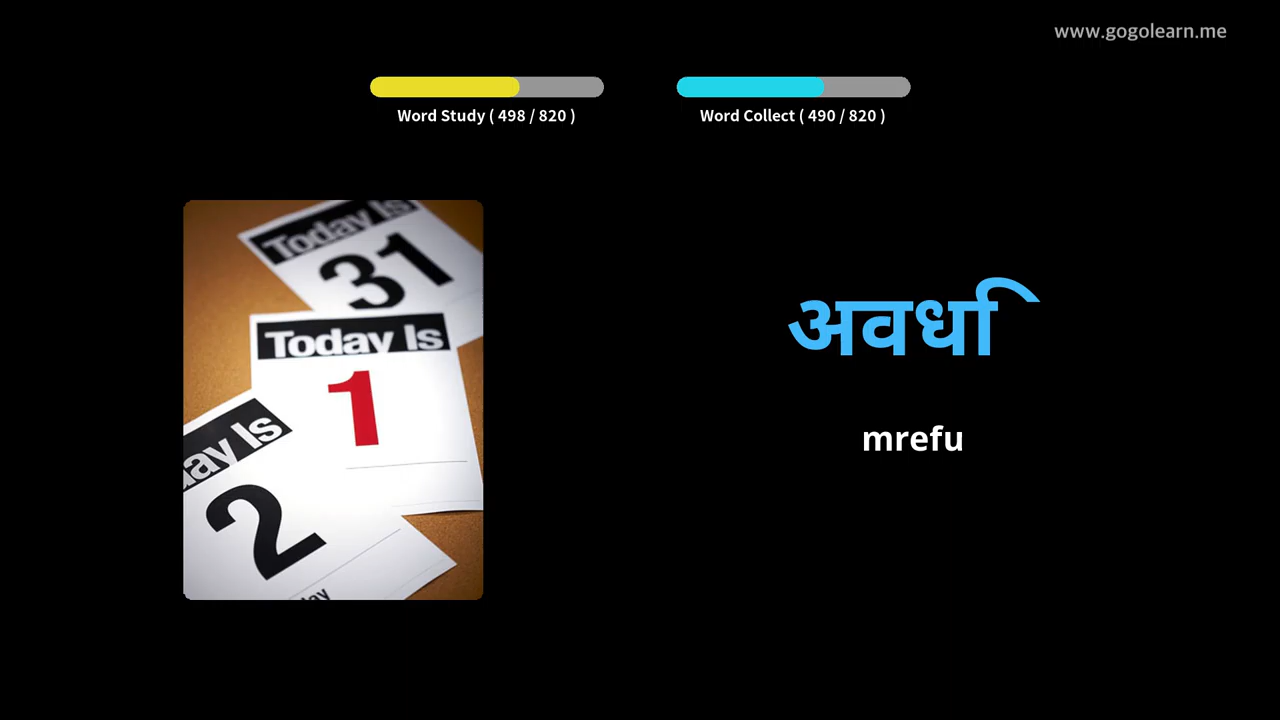 www.gogolearn.me
Word Study ( 498 / 820 )
Word Collect ( 490 / 820 )
Today Is
31
Today Is
1
day Is
2
अवधि
mrefu